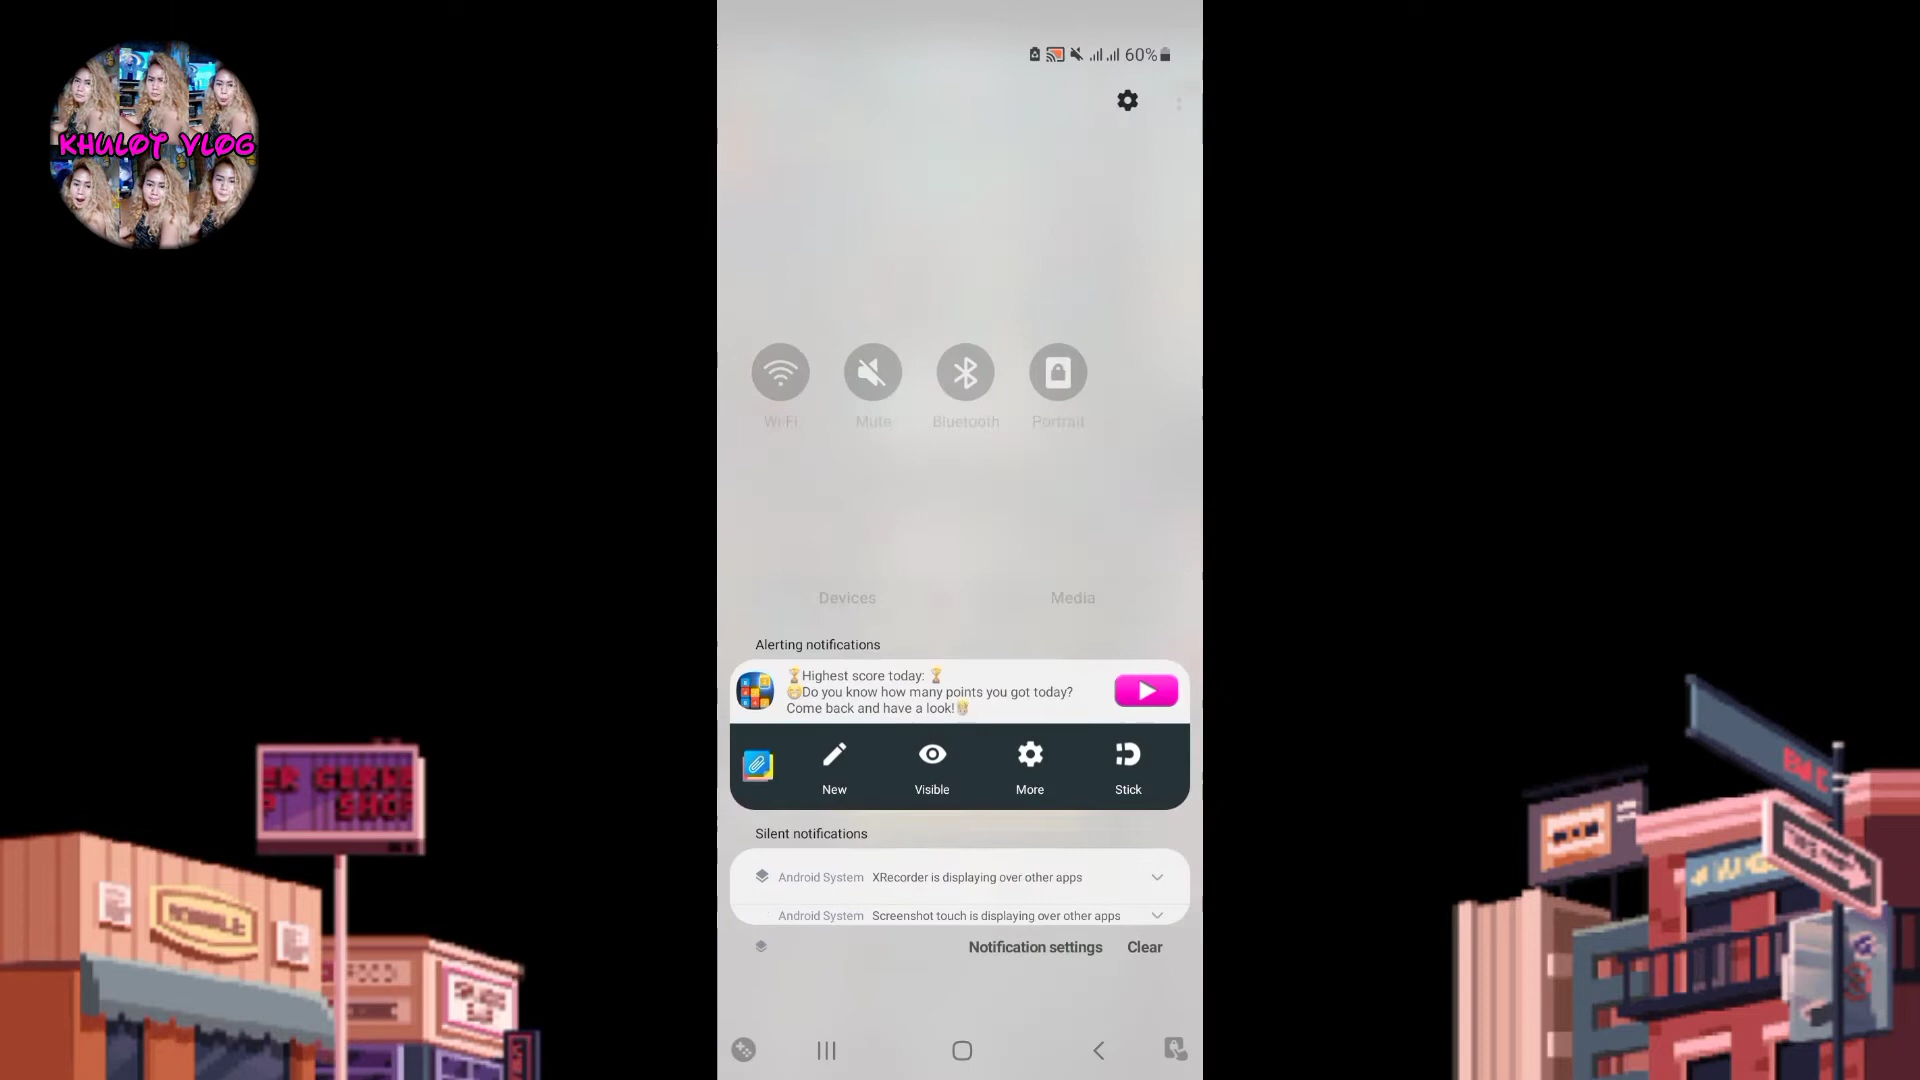 KHULOT VLOG
60%
Wi-Fi
Mute
Bluetooth
Portrait
Devices
Media
Alerting notifications
Highest score today:
Do you know how many points you got today?
Come back and have a look!
New
Visible
More
Stick
Silent notifications
Android System XRecorder is displaying over other apps
Android System Screenshot touch is displaying over other apps
Notification settings
Clear